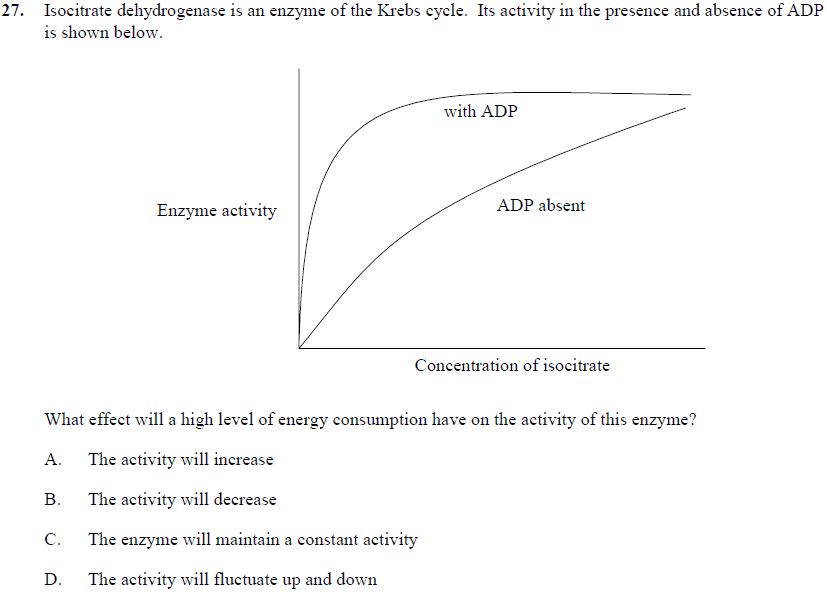 27. Isocitrate dehydrogenase is an enzyme of the Krebs cycle. Its activity in the presence and absence of ADP
is shown below.
with ADP
Enzyme activity
ADP absent
Concentration of isocitrate
What effect will a high level of energy consumption have on the activity of this enzyme?
A. The activity will increase
B. The activity will decrease
C. The enzyme will maintain a constant activity
D. The activity will fluctuate up and down